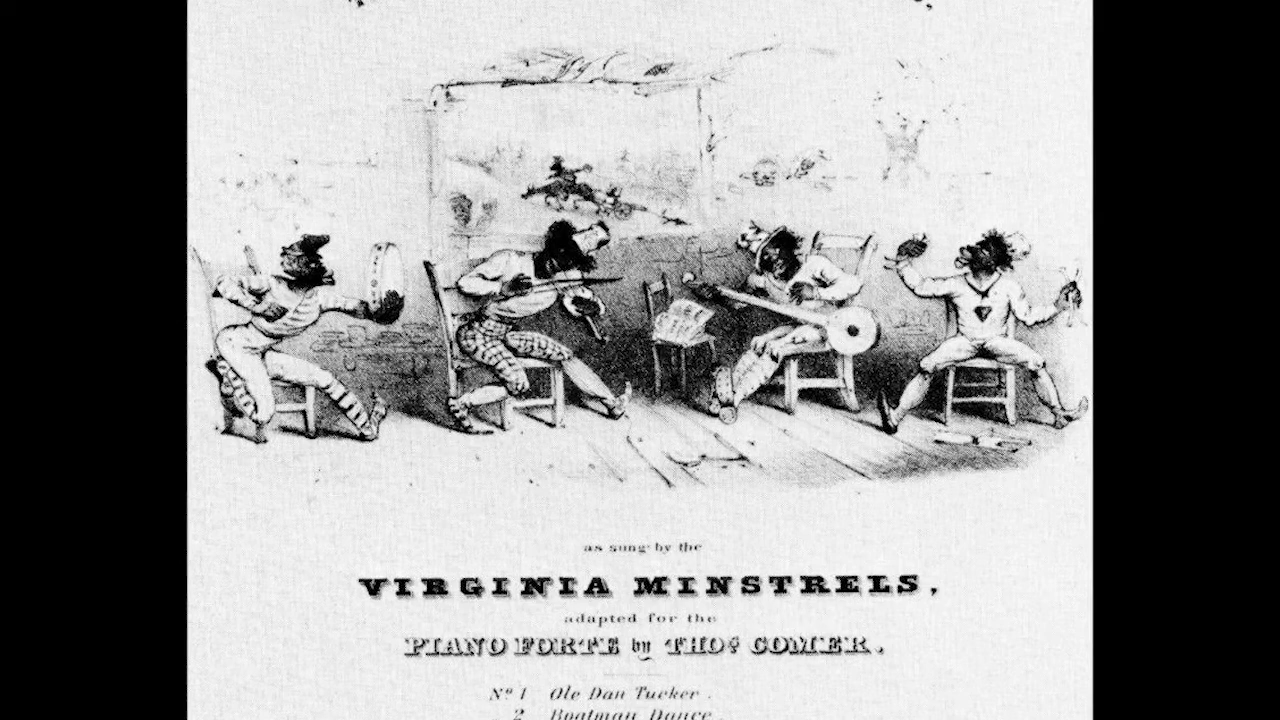 as sung by the
VIRGINIA MINSTRELS,
adapted for the
PIANO FORTE by THOS COMER.
No 1 Ole Dan Tucker.
2 Boatman Dance.